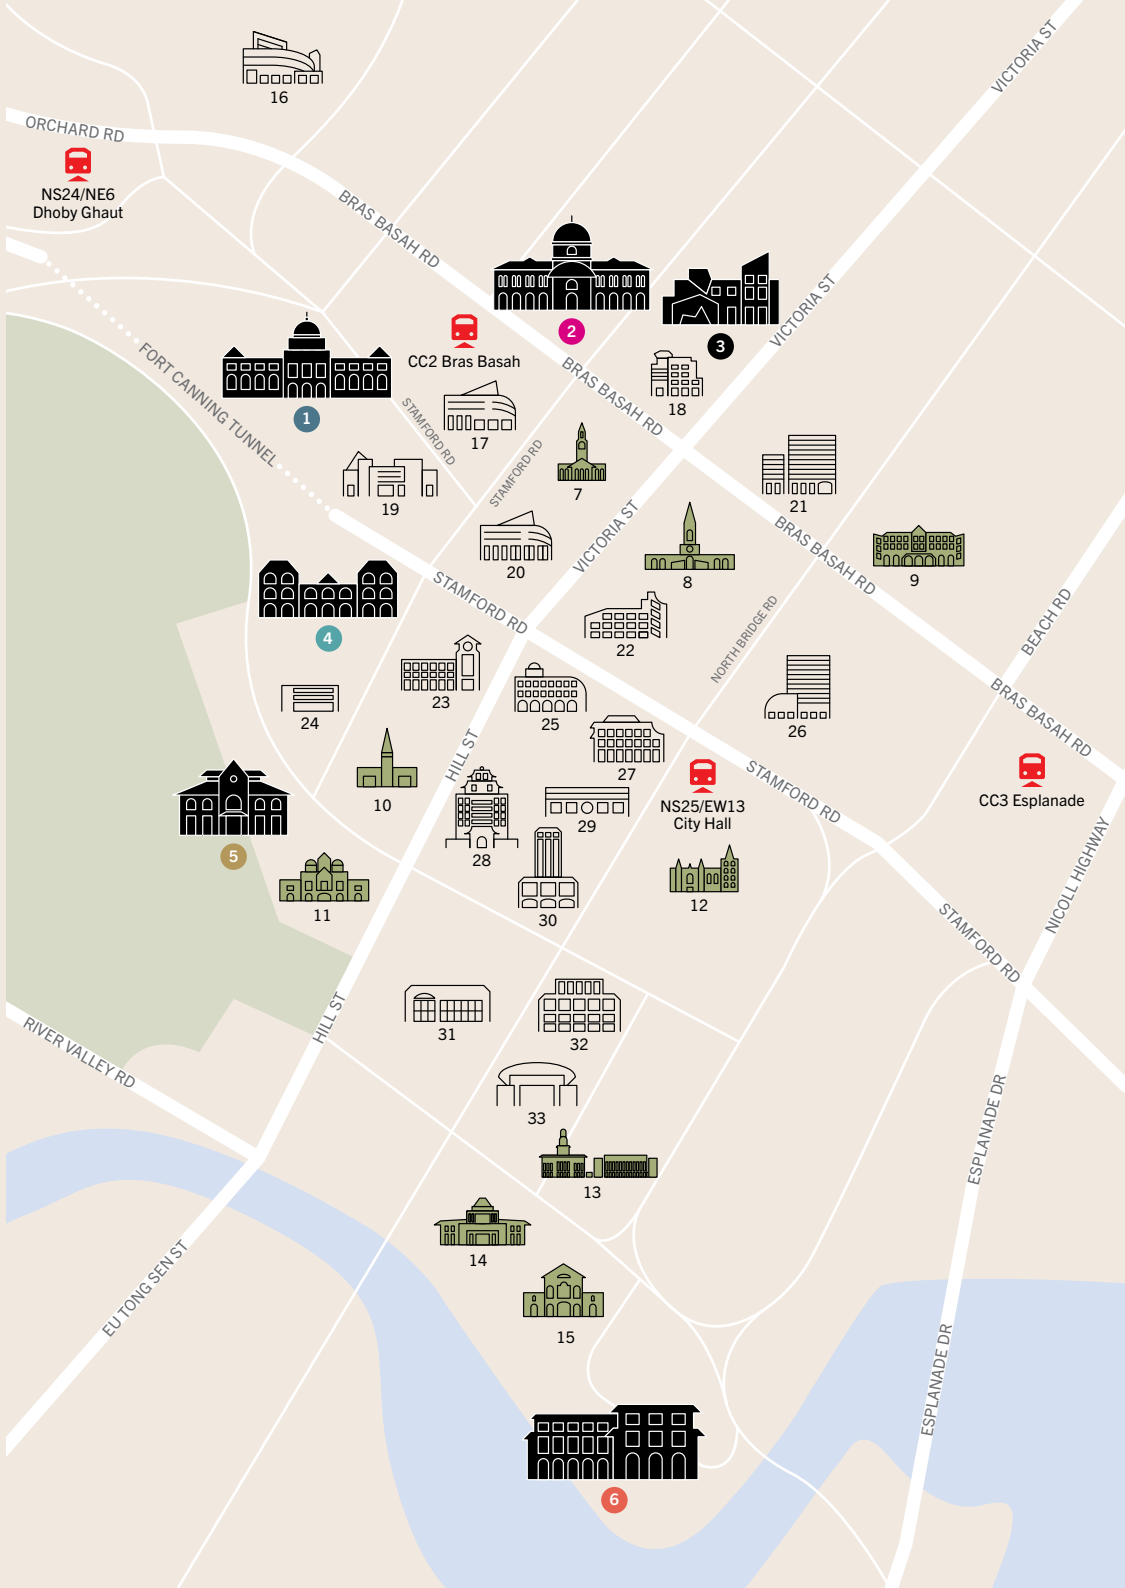 16
VICTORIA ST
ORCHARD RD
NS24/NE6
Dhoby Ghaut
BRAS BASAH RD
2
VICTORIA ST
3
CC2 Bras Basah
BRAS BASAH RD
FORT CANNING TUNNEL
1
STAMFORD RD
17
18
7
STAMFORD RD
19
21
20
VICTORIA ST
8
BRAS BASAH RD
9
4
STAMFORD RD
22
NORTH BRIDGE RD
BEACH RD
23
24
25
26
BRAS BASAH RD
HILL ST
27
10
NS25/EW13
City Hall
STAMFORD RD
CC3 Esplanade
29
5
28
NICOLL HIGHWAY
11
30
12
STAMFORD RD
HILL ST
31
32
RIVER VALLEY RD
33
ESPLANADE DR
13
14
EU TONG SEN ST
15
ESPLANADE DR
6